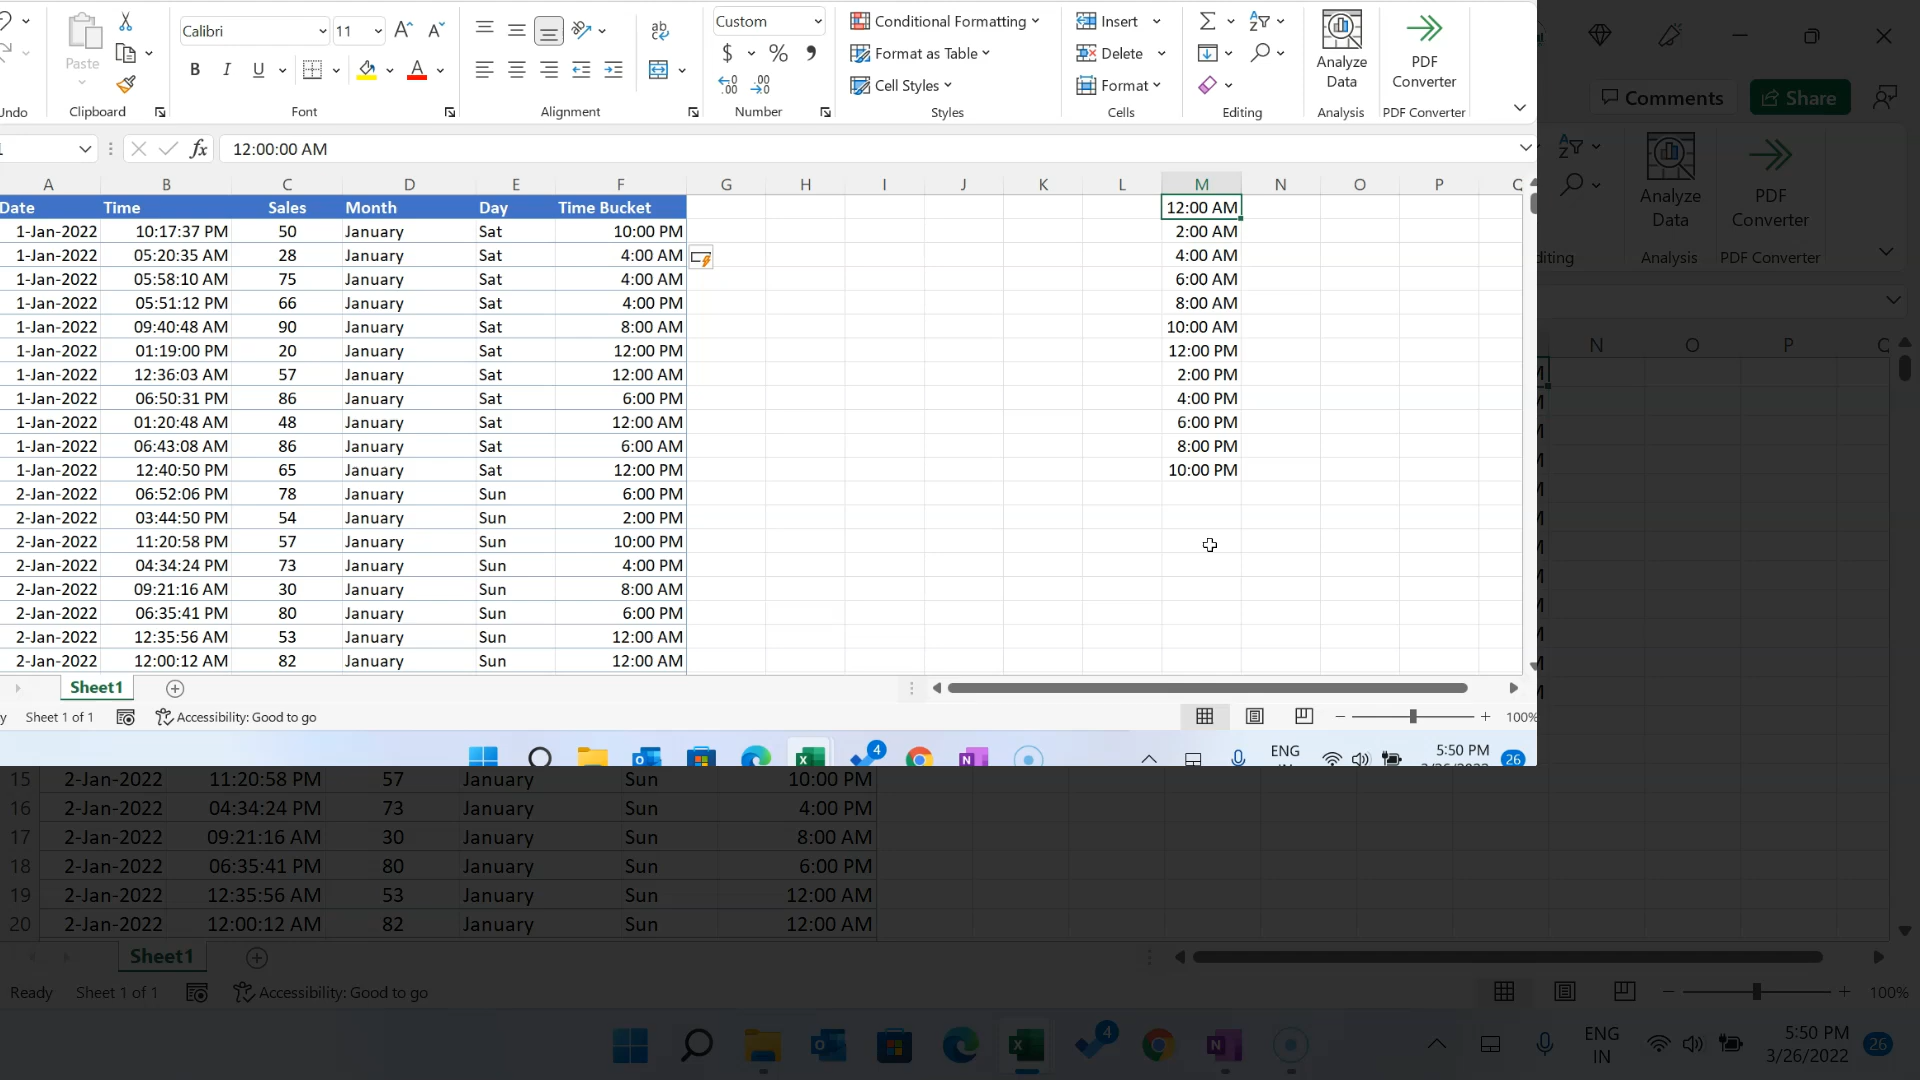 Calibri 11 Custom Conditional Formatting Insert
Paste $ % Format as Table Delete Analyze Data PDF Converter
B I U A Cell Styles Format
Undo Clipboard Font Alignment Number Styles Cells Editing Analysis PDF Converter
Comments Share
Analyze Data PDF Converter
Analysis PDF Converter
fx 12:00:00 AM
A B C D E F G H I J K L M N O P Q
Date Time Sales Month Day Time Bucket 12:00 AM
1-Jan-2022 10:17:37 PM 50 January Sat 10:00 PM 2:00 AM
1-Jan-2022 05:20:35 AM 28 January Sat 4:00 AM 4:00 AM
1-Jan-2022 05:58:10 AM 75 January Sat 4:00 AM 6:00 AM
1-Jan-2022 05:51:12 PM 66 January Sat 4:00 PM 8:00 AM
1-Jan-2022 09:40:48 AM 90 January Sat 8:00 AM 10:00 AM
1-Jan-2022 01:19:00 PM 20 January Sat 12:00 PM 12:00 PM
1-Jan-2022 12:36:03 AM 57 January Sat 12:00 AM 2:00 PM
1-Jan-2022 06:50:31 PM 86 January Sat 6:00 PM 4:00 PM
1-Jan-2022 01:20:48 AM 48 January Sat 12:00 AM 6:00 PM
1-Jan-2022 06:43:08 AM 86 January Sat 6:00 AM 8:00 PM
1-Jan-2022 12:40:50 PM 65 January Sat 12:00 PM 10:00 PM
2-Jan-2022 06:52:06 PM 78 January Sun 6:00 PM
2-Jan-2022 03:44:50 PM 54 January Sun 2:00 PM
2-Jan-2022 11:20:58 PM 57 January Sun 10:00 PM
2-Jan-2022 04:34:24 PM 73 January Sun 4:00 PM
2-Jan-2022 09:21:16 AM 30 January Sun 8:00 AM
2-Jan-2022 06:35:41 PM 80 January Sun 6:00 PM
2-Jan-2022 12:35:56 AM 53 January Sun 12:00 AM
2-Jan-2022 12:00:12 AM 82 January Sun 12:00 AM
Sheet1
Sheet 1 of 1 Accessibility: Good to go 100%
4 ENG 5:50 PM 26
N O P Q
15 2-Jan-2022 11:20:58 PM 57 January Sun 10:00 PM
16 2-Jan-2022 04:34:24 PM 73 January Sun 4:00 PM
17 2-Jan-2022 09:21:16 AM 30 January Sun 8:00 AM
18 2-Jan-2022 06:35:41 PM 80 January Sun 6:00 PM
19 2-Jan-2022 12:35:56 AM 53 January Sun 12:00 AM
20 2-Jan-2022 12:00:12 AM 82 January Sun 12:00 AM
Sheet1
Ready Sheet 1 of 1 Accessibility: Good to go 100%
4 ENG IN 5:50 PM 3/26/2022 26